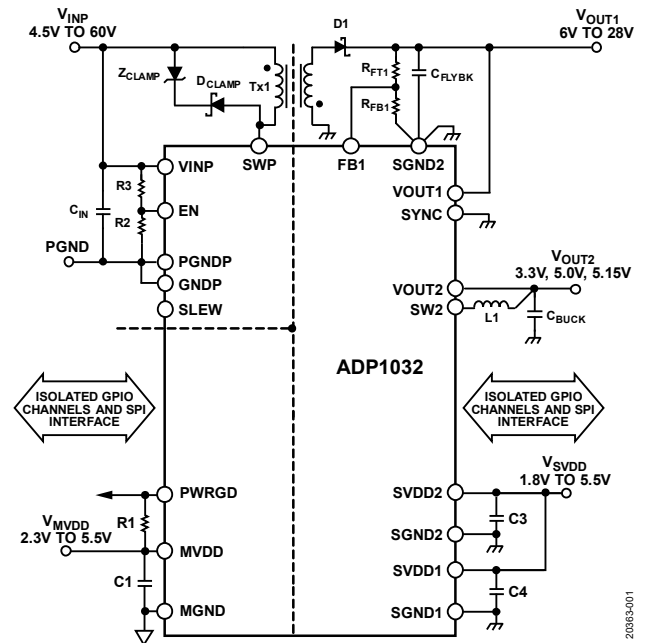 VINP
4.5V TO 60V
D1
VOUT1
6V TO 28V
ZCLAMP
DCLAMP
Tx1
RFT1
CFLYBK
RFB1
SWP
FB1
SGND2
VINP
R3
CIN
EN
R2
PGND
PGNDP
GNDP
SLEW
VOUT1
SYNC
VOUT2
3.3V, 5.0V, 5.15V
VOUT2
SW2
L1
CBUCK
ADP1032
ISOLATED GPIO
CHANNELS AND SPI
INTERFACE
ISOLATED GPIO
CHANNELS AND SPI
INTERFACE
PWRGD
R1
VMVDD
2.3V TO 5.5V
MVDD
C1
MGND
VSVDD
1.8V TO 5.5V
SVDD2
C3
SGND2
SVDD1
C4
SGND1
20363-001